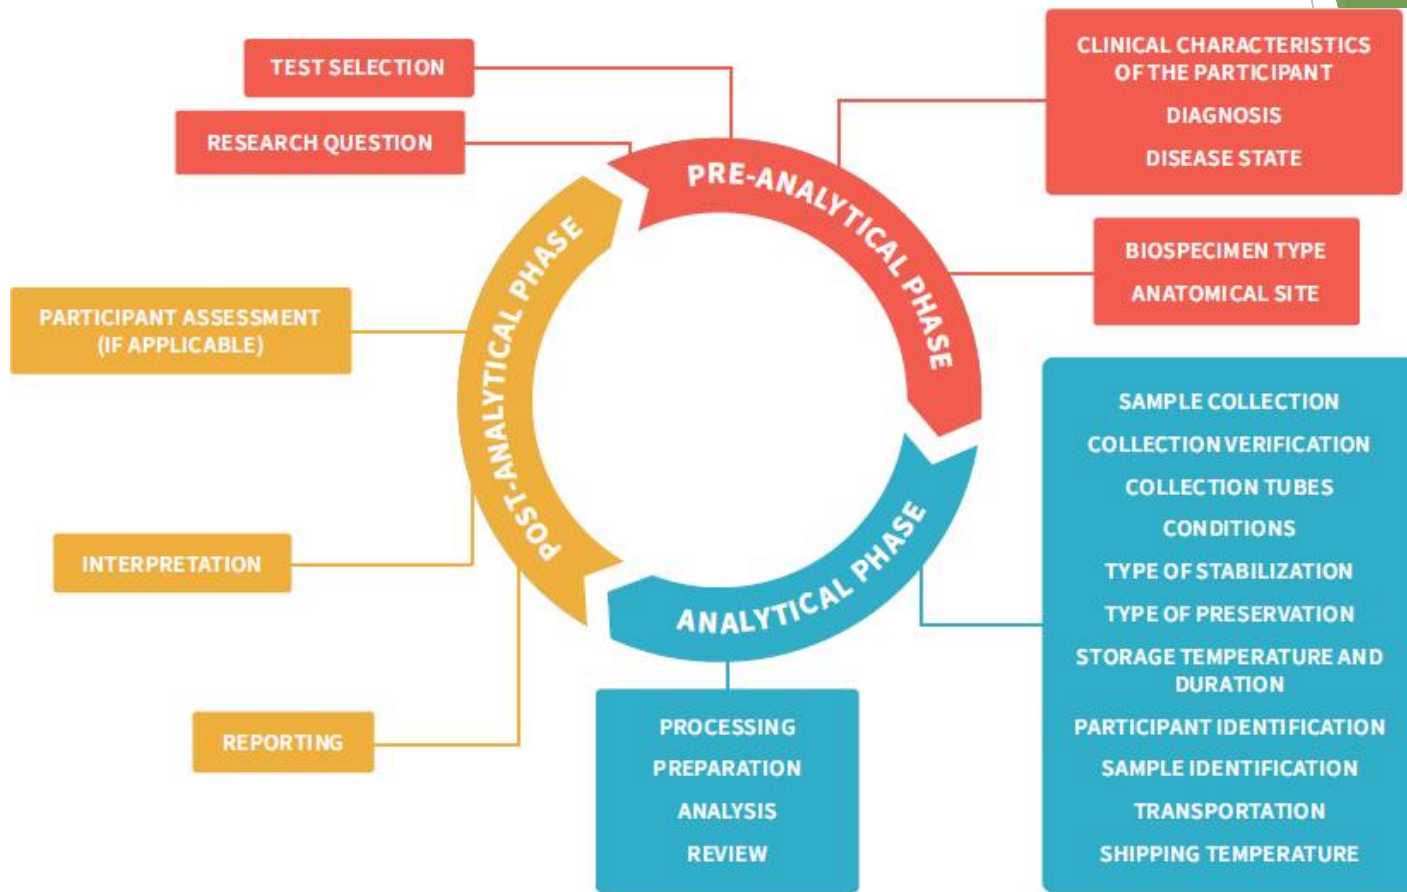 TEST SELECTION
RESEARCH QUESTION
PRE-ANALYTICAL PHASE
CLINICAL CHARACTERISTICS
OF THE PARTICIPANT
DIAGNOSIS
DISEASE STATE
BIOSPECIMEN TYPE
ANATOMICAL SITE
SAMPLE COLLECTION
COLLECTION VERIFICATION
COLLECTION TUBES
CONDITIONS
TYPE OF STABILIZATION
TYPE OF PRESERVATION
STORAGE TEMPERATURE AND
DURATION
PARTICIPANT IDENTIFICATION
SAMPLE IDENTIFICATION
TRANSPORTATION
SHIPPING TEMPERATURE
ANALYTICAL PHASE
PROCESSING
PREPARATION
ANALYSIS
REVIEW
POST-ANALYTICAL PHASE
PARTICIPANT ASSESSMENT
(IF APPLICABLE)
INTERPRETATION
REPORTING